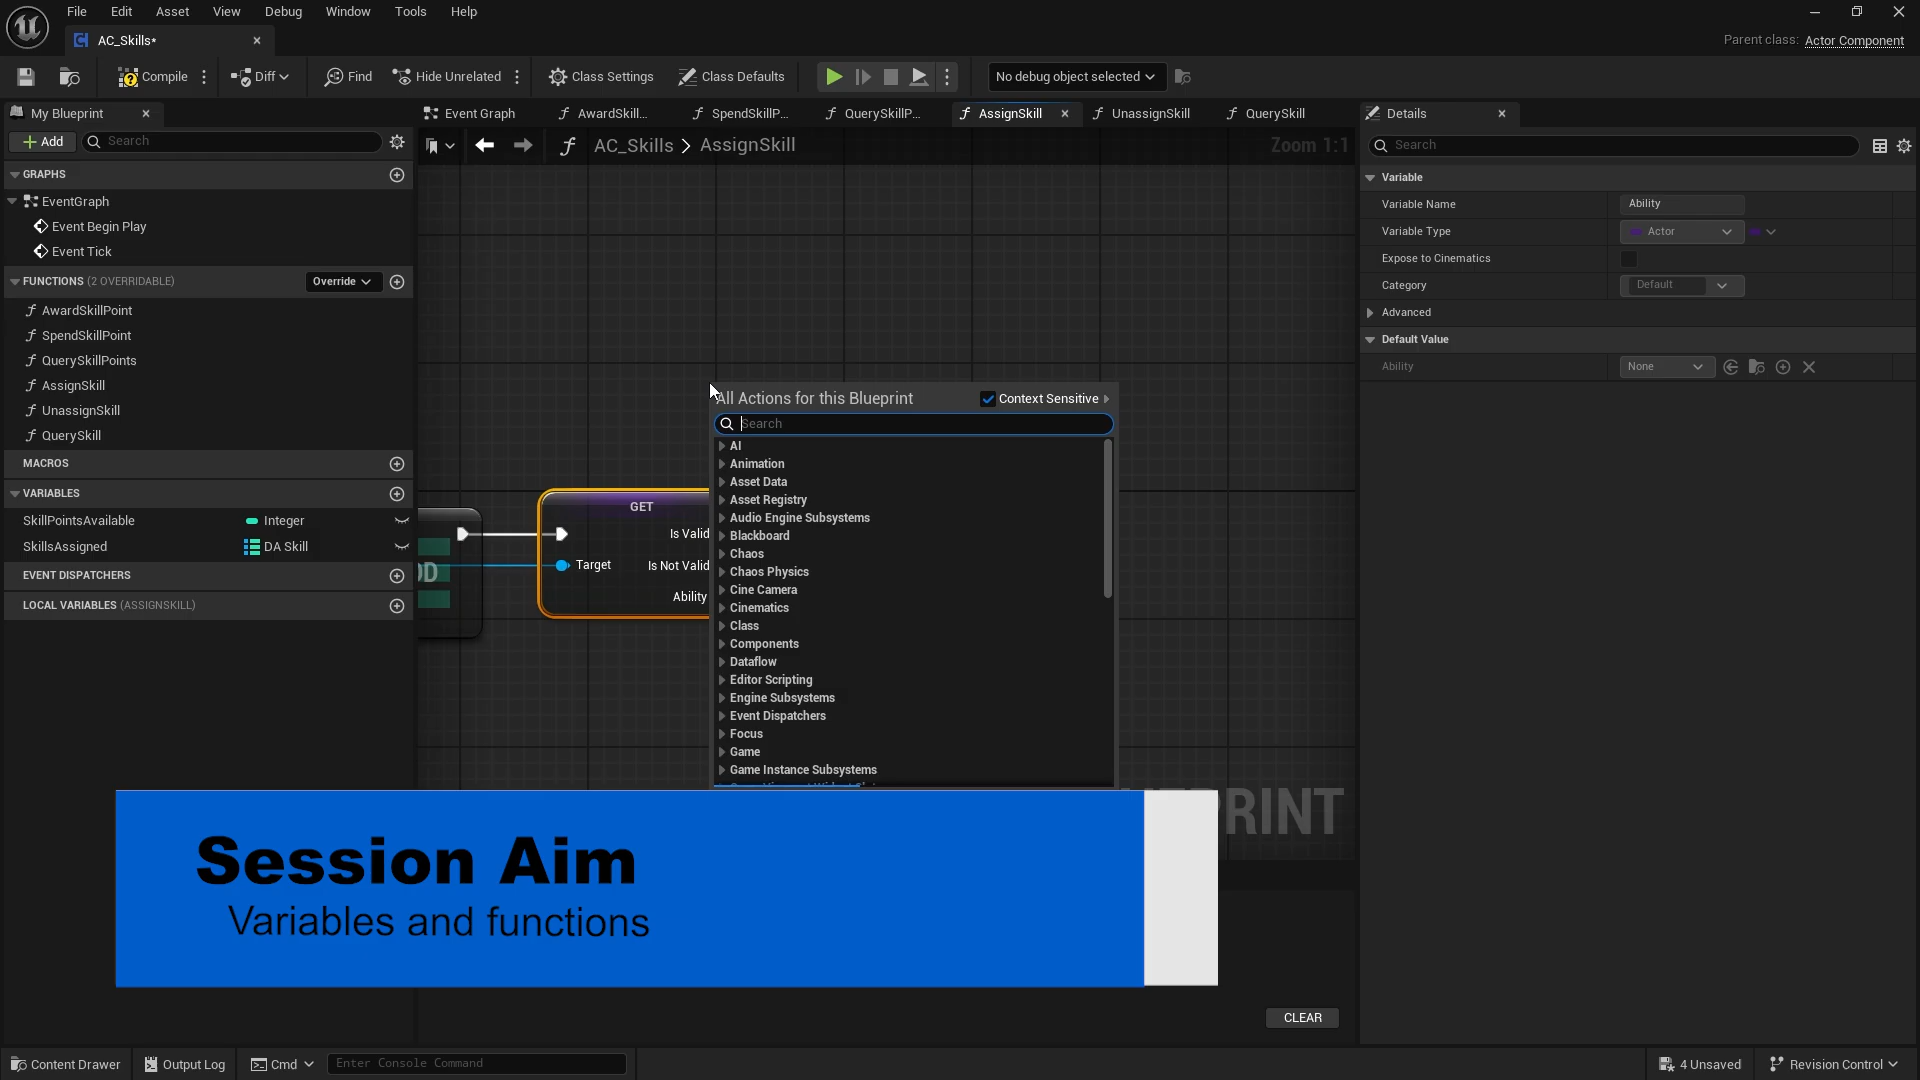 File Edit Asset View Debug Window Tools Help
AC_Skills*
Parent class: Actor Component
Compile Diff Find Hide Unrelated Class Settings Class Defaults No debug object selected
My Blueprint
Event Graph AwardSkill... SpendSkillP... QuerySkillP... AssignSkill UnassignSkill QuerySkill
Details
Add Search
AC_Skills > AssignSkill
Zoom 1:1
Search
GRAPHS
EventGraph
Event Begin Play
Event Tick
FUNCTIONS (2 OVERRIDABLE) Override
AwardSkillPoint
SpendSkillPoint
QuerySkillPoints
AssignSkill
UnassignSkill
QuerySkill
MACROS
VARIABLES
SkillPointsAvailable Integer
SkillsAssigned DA Skill
EVENT DISPATCHERS
LOCAL VARIABLES (ASSIGNSKILL)
GET
Is Valid
Target Is Not Valid
Ability
All Actions for this Blueprint Context Sensitive
Search
AI
Animation
Asset Data
Asset Registry
Audio Engine Subsystems
Blackboard
Chaos
Chaos Physics
Cine Camera
Cinematics
Class
Components
Dataflow
Editor Scripting
Engine Subsystems
Event Dispatchers
Focus
Game
Game Instance Subsystems
Variable
Variable Name Ability
Variable Type Actor
Expose to Cinematics
Category Default
Advanced
Default Value
Ability None
Session Aim
Variables and functions
CLEAR
Content Drawer Output Log Cmd Enter Console Command
4 Unsaved Revision Control